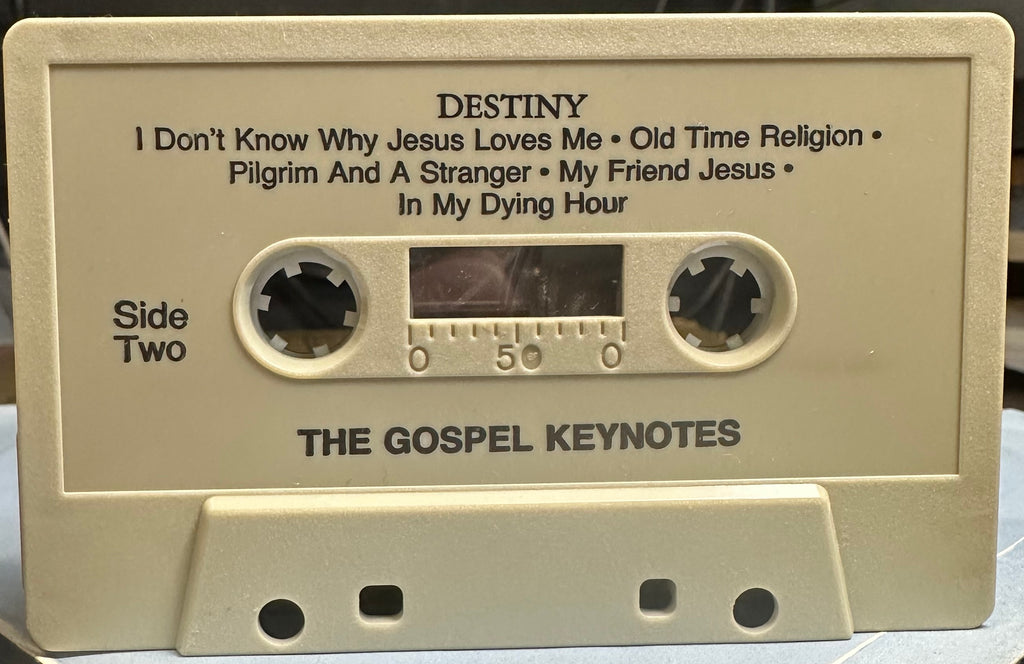 DESTINY
I Don't Know Why Jesus Loves Me • Old Time Religion •
Pilgrim And A Stranger • My Friend Jesus •
In My Dying Hour
Side
Two
0 50 0
THE GOSPEL KEYNOTES